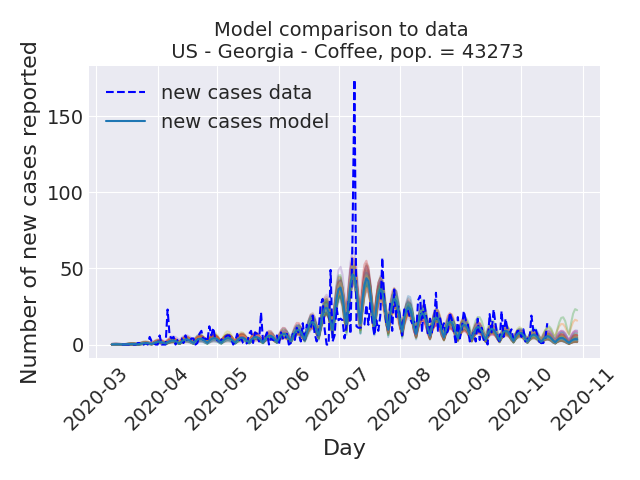 Model comparison to data
US - Georgia - Coffee, pop. = 43273
new cases data
new cases model
Number of new cases reported
150
100
50
0
2020-03
2020-04
2020-05
2020-06
2020-07
2020-08
2020-09
2020-10
2020-11
Day